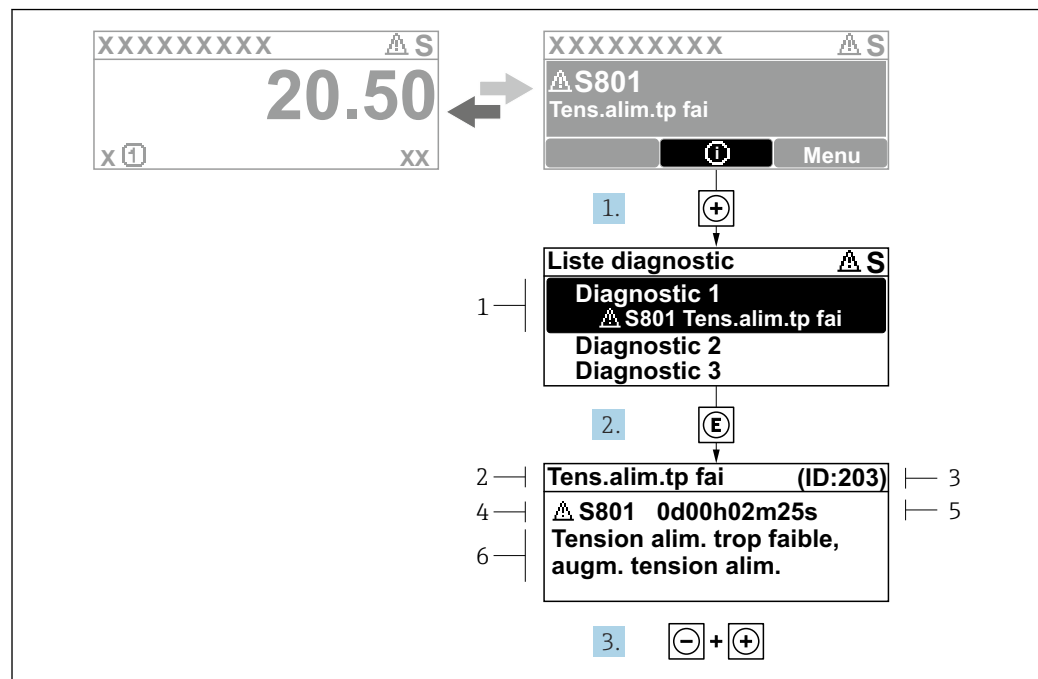 XXXXXXXXX ⚠ S
20.50
x ① xx
XXXXXXXXX ⚠ S
⚠ S801
Tens.alim.tp fai
ⓘ Menu
1. +
Liste diagnostic ⚠ S
1
Diagnostic 1
⚠ S801 Tens.alim.tp fai
Diagnostic 2
Diagnostic 3
2. E
2 Tens.alim.tp fai (ID:203) 3
4 ⚠ S801 0d00h02m25s 5
6
Tension alim. trop faible,
augm. tension alim.
3. − + +